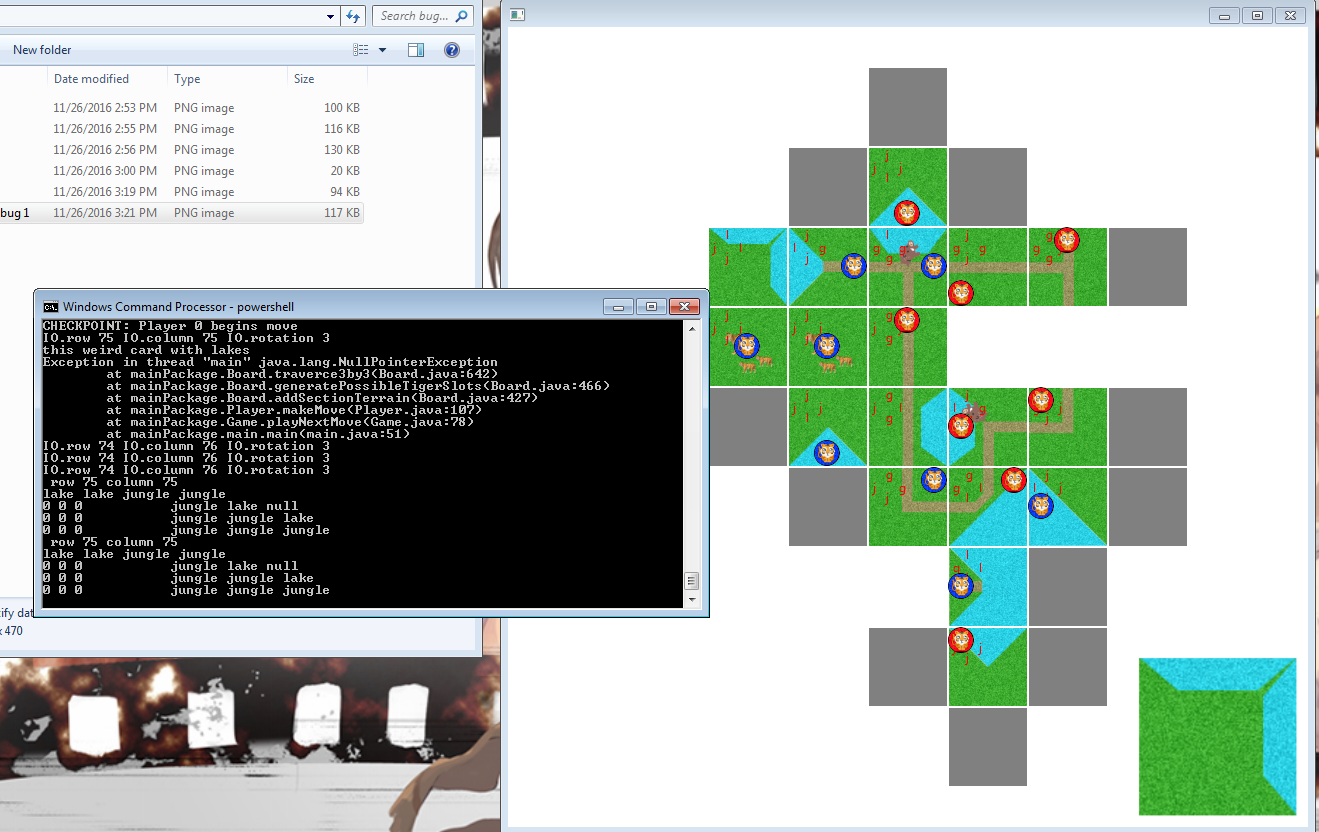 Search bug...
New folder
Date modified Type Size
11/26/2016 2:53 PM PNG image 100 KB
11/26/2016 2:55 PM PNG image 116 KB
11/26/2016 2:56 PM PNG image 130 KB
11/26/2016 3:00 PM PNG image 20 KB
11/26/2016 3:19 PM PNG image 94 KB
bug1 11/26/2016 3:21 PM PNG image 117 KB
Windows Command Processor - powershell
CHECKPOINT: Player 0 begins move
IO.row 75 IO.column 75 IO.rotation 3
this weird card with lakes
Exception in thread "main" java.lang.NullPointerException
at mainPackage.Board.traverce3by3(Board.java:642)
at mainPackage.Board.generatePossibleTigerSlots(Board.java:466)
at mainPackage.Board.addSectionTerrain(Board.java:427)
at mainPackage.Player.makeMove(Player.java:107)
at mainPackage.Game.playNextMove(Game.java:78)
at mainPackage.main.main(main.java:51)
IO.row 74 IO.column 76 IO.rotation 3
IO.row 74 IO.column 76 IO.rotation 3
IO.row 74 IO.column 76 IO.rotation 3
row 75 column 75
lake lake jungle jungle
0 0 0 jungle lake null
0 0 0 jungle jungle lake
0 0 0 jungle jungle jungle
row 75 column 75
lake lake jungle jungle
0 0 0 jungle lake null
0 0 0 jungle jungle lake
0 0 0 jungle jungle jungle
ify dat
x 470